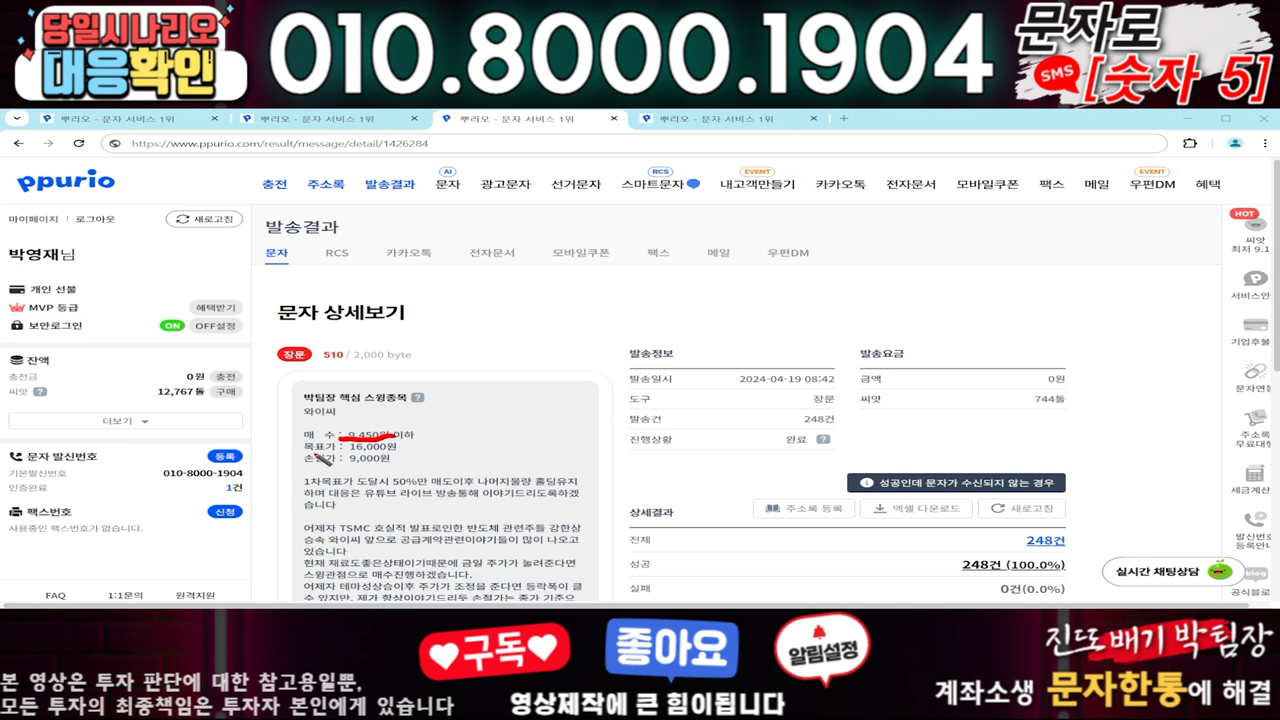 당일시나리오
대응확인
010.8000.1904
문자로
SMS
[숫자 5]
뿌리오 - 문자 서비스 1위
뿌리오 - 문자 서비스 1위
뿌리오 - 문자 서비스 1위
뿌리오 - 문자 서비스 1위
https://www.ppurio.com/result/message/detail/1426284
ppurio
AI
RCS
EVENT
EVENT
충전 주소록 발송결과 문자 광고문자 선거문자 스마트문자 내고객만들기 카카오톡 전자문서 모바일쿠폰 팩스 메일 우편DM 혜택
마이페이지 로그아웃 새로고침
박영재님
개인 선불
MVP 등급 혜택받기
보안로그인 ON OFF설정
잔액
충전금 0원 충전
씨앗 ? 12,767톨 구매
더보기
문자 발신번호 등록
기본발신번호 010-8000-1904
인증완료 1건
팩스번호 신청
사용중인 팩스번호가 없습니다.
FAQ 1:1문의 원격지원
발송결과
문자 RCS 카카오톡 전자문서 모바일쿠폰 팩스 메일 우편DM
문자 상세보기
장문 510 / 2,000 byte
박팀장 핵심 스윙종목 ?
와이씨
매 수 : 9,450원 이하
목표가 : 16,000원
손절가 : 9,000원
1차목표가 도달시 50%만 매도이후 나머지물량 홀딩유지
하며 대응은 유튜브 라이브 방송통해 이야기드리도록하겠
습니다
어제자 TSMC 호실적 발표로인한 반도체 관련주들 강한상
승속 와이씨 앞으로 공급계약관련이야기들이 많이 나오고
있습니다
현재 재료도좋은상태이기때문에 금일 주가가 눌려준다면
스윙관점으로 매수진행하겠습니다.
어제자 테마성상승이후 주가가 조정을 준다면 등락폭이 클
수 있지만, 제가 항상이야기드리듯 손절가는 종가 기준으
발송정보
발송일시 2024-04-19 08:42
도구 장문
발송건 248건
진행상황 완료 ?
발송요금
금액 0원
씨앗 744톨
성공인데 문자가 수신되지 않는 경우
상세결과 주소록 등록 엑셀 다운로드 새로고침
전체 248건
성공 248건 (100.0%)
실패 0건(0.0%)
HOT
씨앗
최저 9.1
서비스안
기업후불
문자연동
주소록
무료대행
세금계산
발신번호
등록안내
실시간 채팅상담
blog
공식블로
구독
좋아요
알림설정
영상제작에 큰 힘이됩니다
본 영상은 투자 판단에 대한 참고용일뿐,
모든 투자의 최종책임은 투자자 본인에게 있습니다
진또배기 박팀장
계좌소생 문자한통에 해결